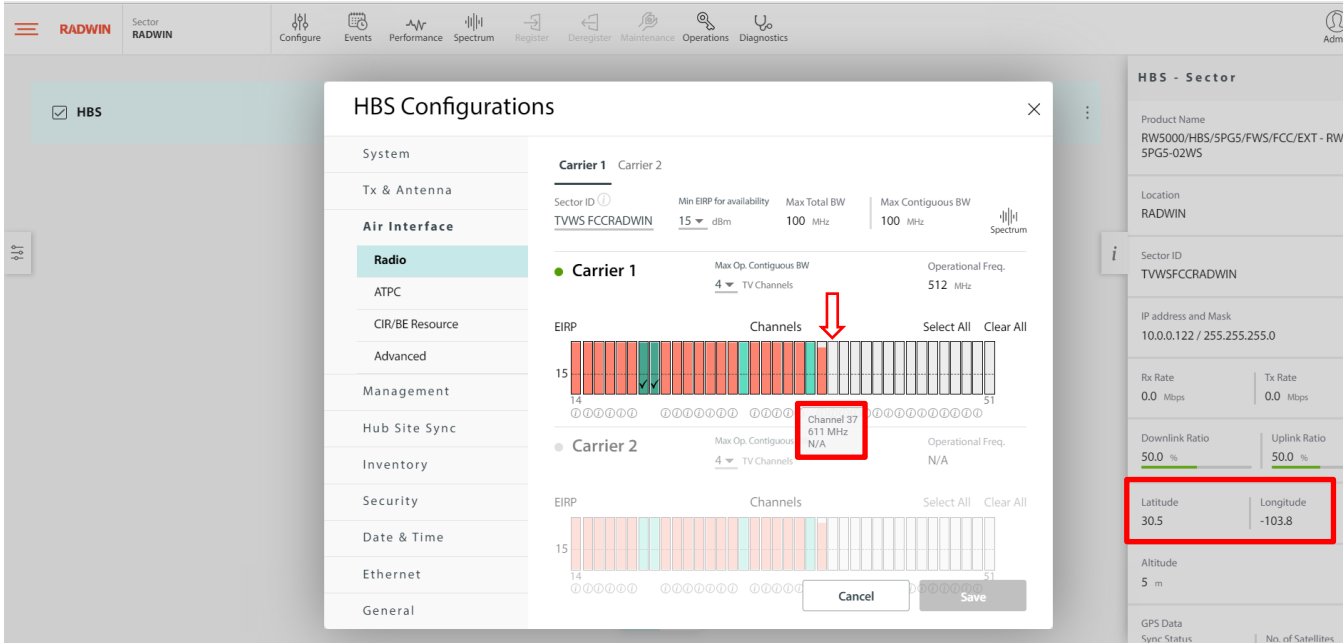 RADWIN
Sector
RADWIN
Configure
Events
Performance
Spectrum
Register
Deregister
Maintenance
Operations
Diagnostics
Adm
HBS
HBS Configurations
System
Tx & Antenna
Air Interface
Radio
ATPC
CIR/BE Resource
Advanced
Management
Hub Site Sync
Inventory
Security
Date & Time
Ethernet
General
Carrier 1 Carrier 2
Sector ID
TVWS FCCRADWIN
Min EIRP for availability
15 dBm
Max Total BW
100 MHz
Max Contiguous BW
100 MHz
Spectrum
Carrier 1
Max Op. Contiguous BW
4 TV Channels
Operational Freq.
512 MHz
EIRP Channels Select All Clear All
15
14 51
Channel 37
611 MHz
N/A
Carrier 2
Max Op. Contiguous
4 TV Channels
Operational Freq.
N/A
EIRP Channels Select All Clear All
15
14 51
Cancel
Save
HBS - Sector
Product Name
RW5000/HBS/5PG5/FWS/FCC/EXT - RW
5PG5-02WS
Location
RADWIN
Sector ID
TVWSFCCRADWIN
IP address and Mask
10.0.0.122 / 255.255.255.0
Rx Rate
0.0 Mbps
Tx Rate
0.0 Mbps
Downlink Ratio
50.0 %
Uplink Ratio
50.0 %
Latitude
30.5
Longitude
-103.8
Altitude
5 m
GPS Data
Sync Status
No. of Satellites